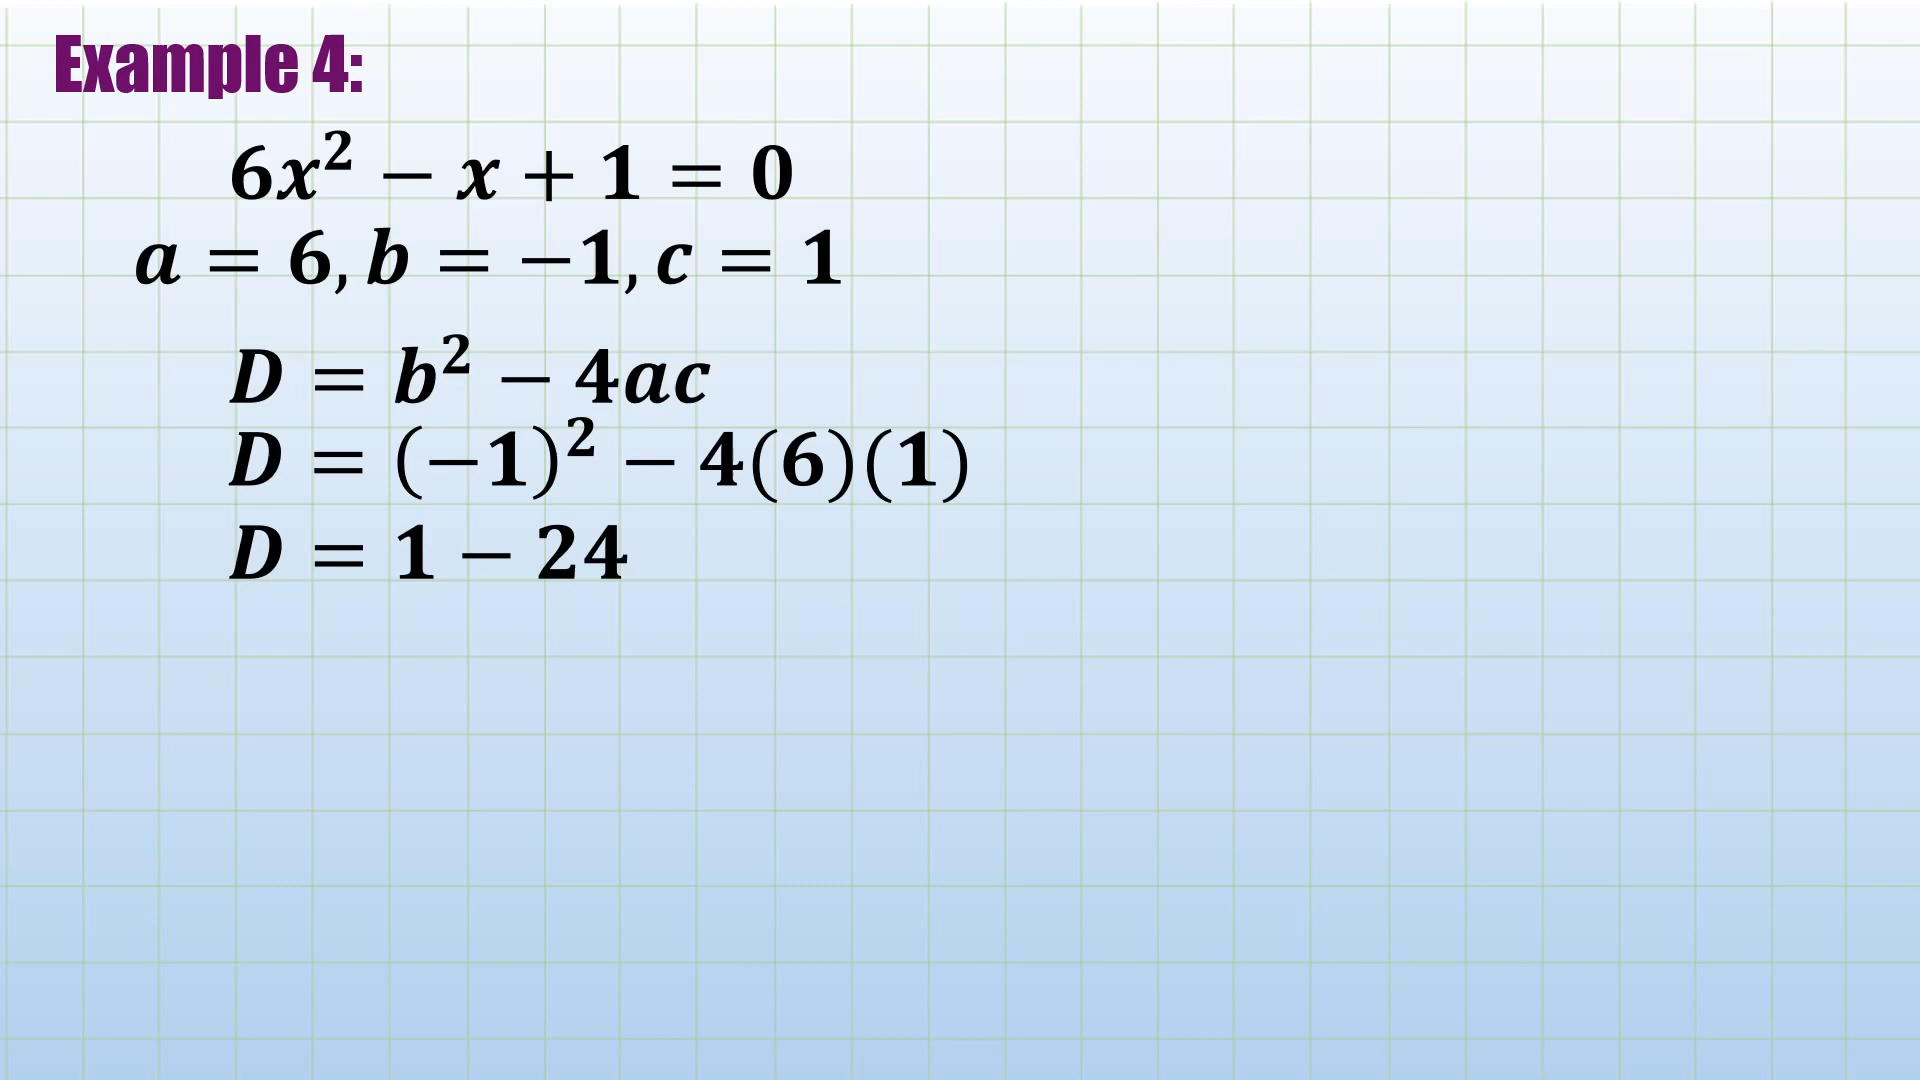 Example 4:
6x² − x + 1 = 0
a = 6, b = −1, c = 1
D = b² − 4ac
D = (−1)² − 4(6)(1)
D = 1 − 24